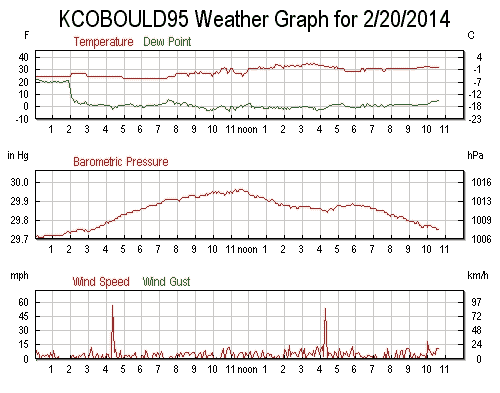 KCOBOULD95 Weather Graph for 2/20/2014
F Temperature Dew Point C
40 4
30 -1
20 -7
10 -12
0 -18
-10 -23
1 2 3 4 5 6 7 8 9 10 11 noon 1 2 3 4 5 6 7 8 9 10 11
in Hg Barometric Pressure hPa
30.0 1016
29.9 1013
29.8 1009
29.7 1006
1 2 3 4 5 6 7 8 9 10 11 noon 1 2 3 4 5 6 7 8 9 10 11
mph Wind Speed Wind Gust km/h
60 97
45 72
30 48
15 24
0 0
1 2 3 4 5 6 7 8 9 10 11 noon 1 2 3 4 5 6 7 8 9 10 11